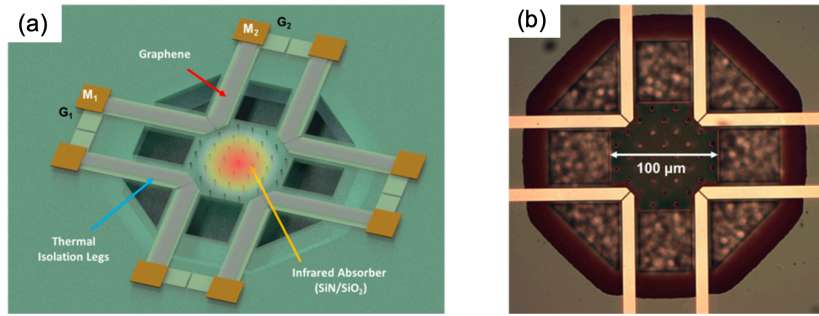 (a)
M₂
G₂
Graphene
M₁
G₁
Thermal
Isolation Legs
Infrared Absorber
(SiN/SiO₂)
(b)
100 µm